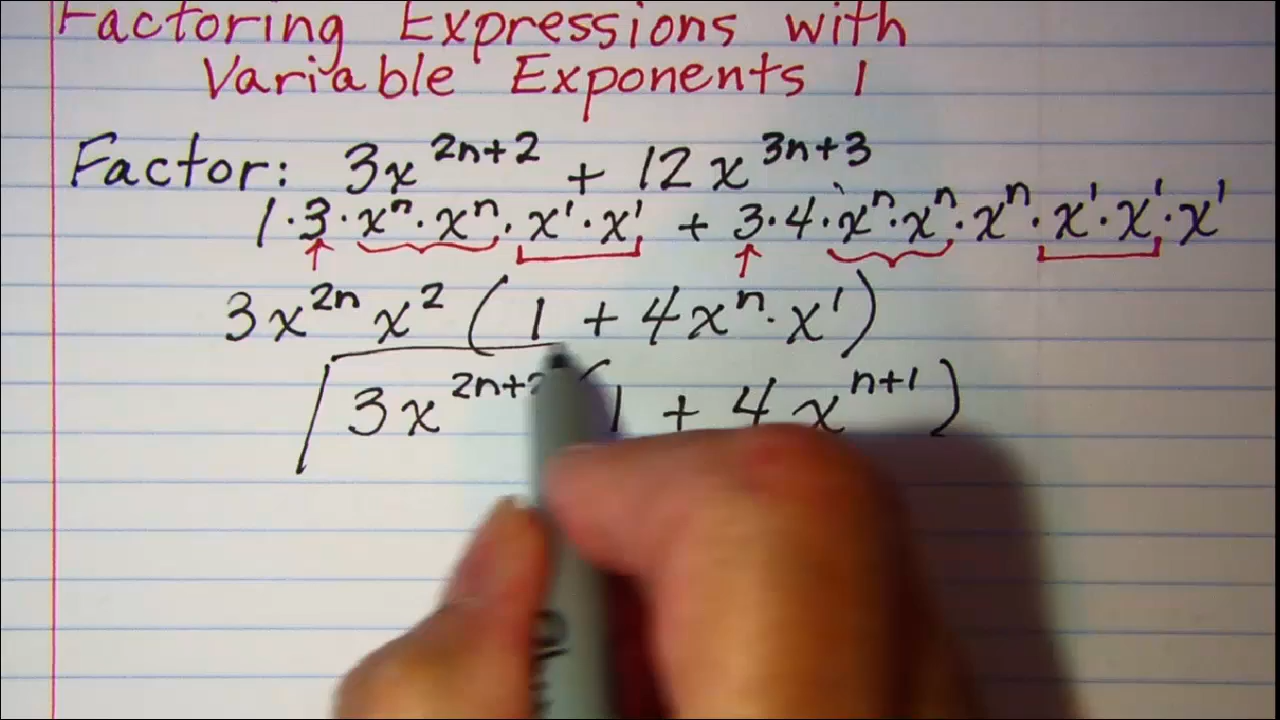 Factoring Expressions with
Variable Exponents 1
Factor: 3x^{2n+2} + 12x^{3n+3}
1·3·x^n·x^n·x^1·x^1 + 3·4·x^n·x^n·x^n·x^1·x^1·x^1
3x^{2n} x^2 (1 + 4x^n·x^1)
3x^{2n+2} (1 + 4x^{n+1})